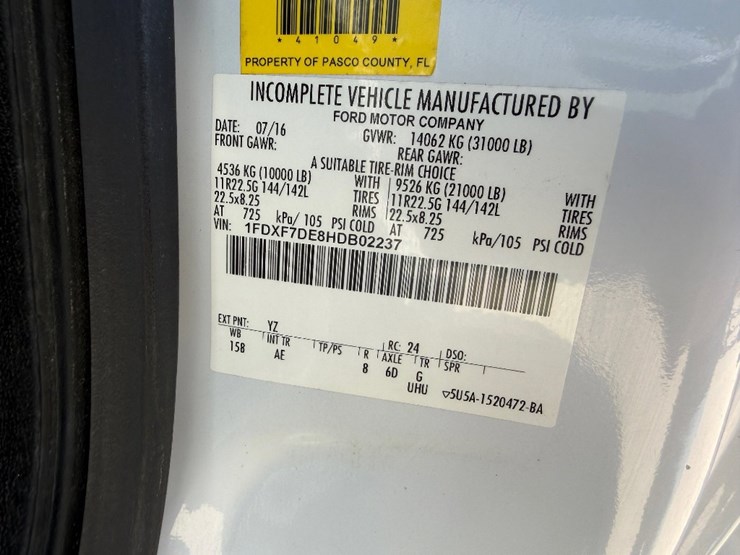 * 41049 *
PROPERTY OF PASCO COUNTY, FL
INCOMPLETE VEHICLE MANUFACTURED BY
FORD MOTOR COMPANY
DATE: 07/16 GVWR: 14062 KG (31000 LB)
FRONT GAWR: REAR GAWR:
A SUITABLE TIRE-RIM CHOICE
4536 KG (10000 LB) WITH 9526 KG (21000 LB) WITH
11R22.5G 144/142L TIRES 11R22.5G 144/142L TIRES
22.5x8.25 RIMS 22.5x8.25 RIMS
AT 725 kPa/ 105 PSI COLD AT 725 kPa/105 PSI COLD
VIN: 1FDXF7DE8HDB02237
EXT PNT: YZ RC: 24 DSO:
WB INT TR TP/PS R AXLE TR SPR
15B AE 8 6D G
UHU ▽5U5A-1520472-BA